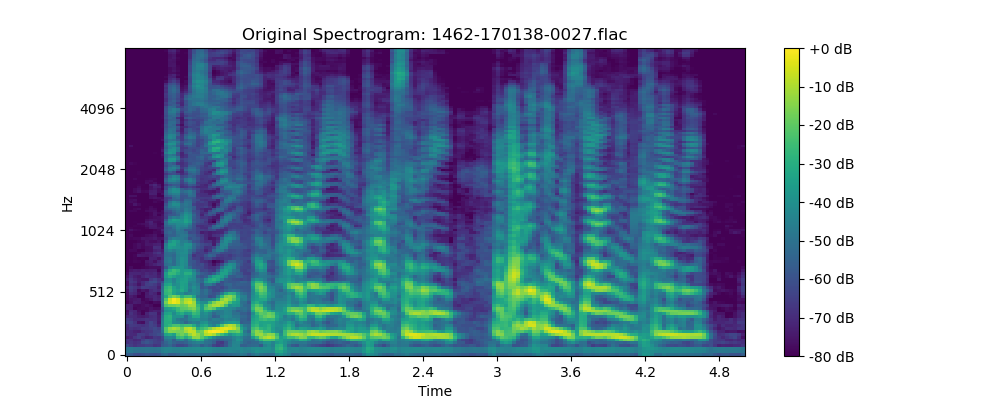 Original Spectrogram: 1462-170138-0027.flac
Hz
4096
2048
1024
512
0
0 0.6 1.2 1.8 2.4 3 3.6 4.2 4.8
Time
+0 dB
-10 dB
-20 dB
-30 dB
-40 dB
-50 dB
-60 dB
-70 dB
-80 dB